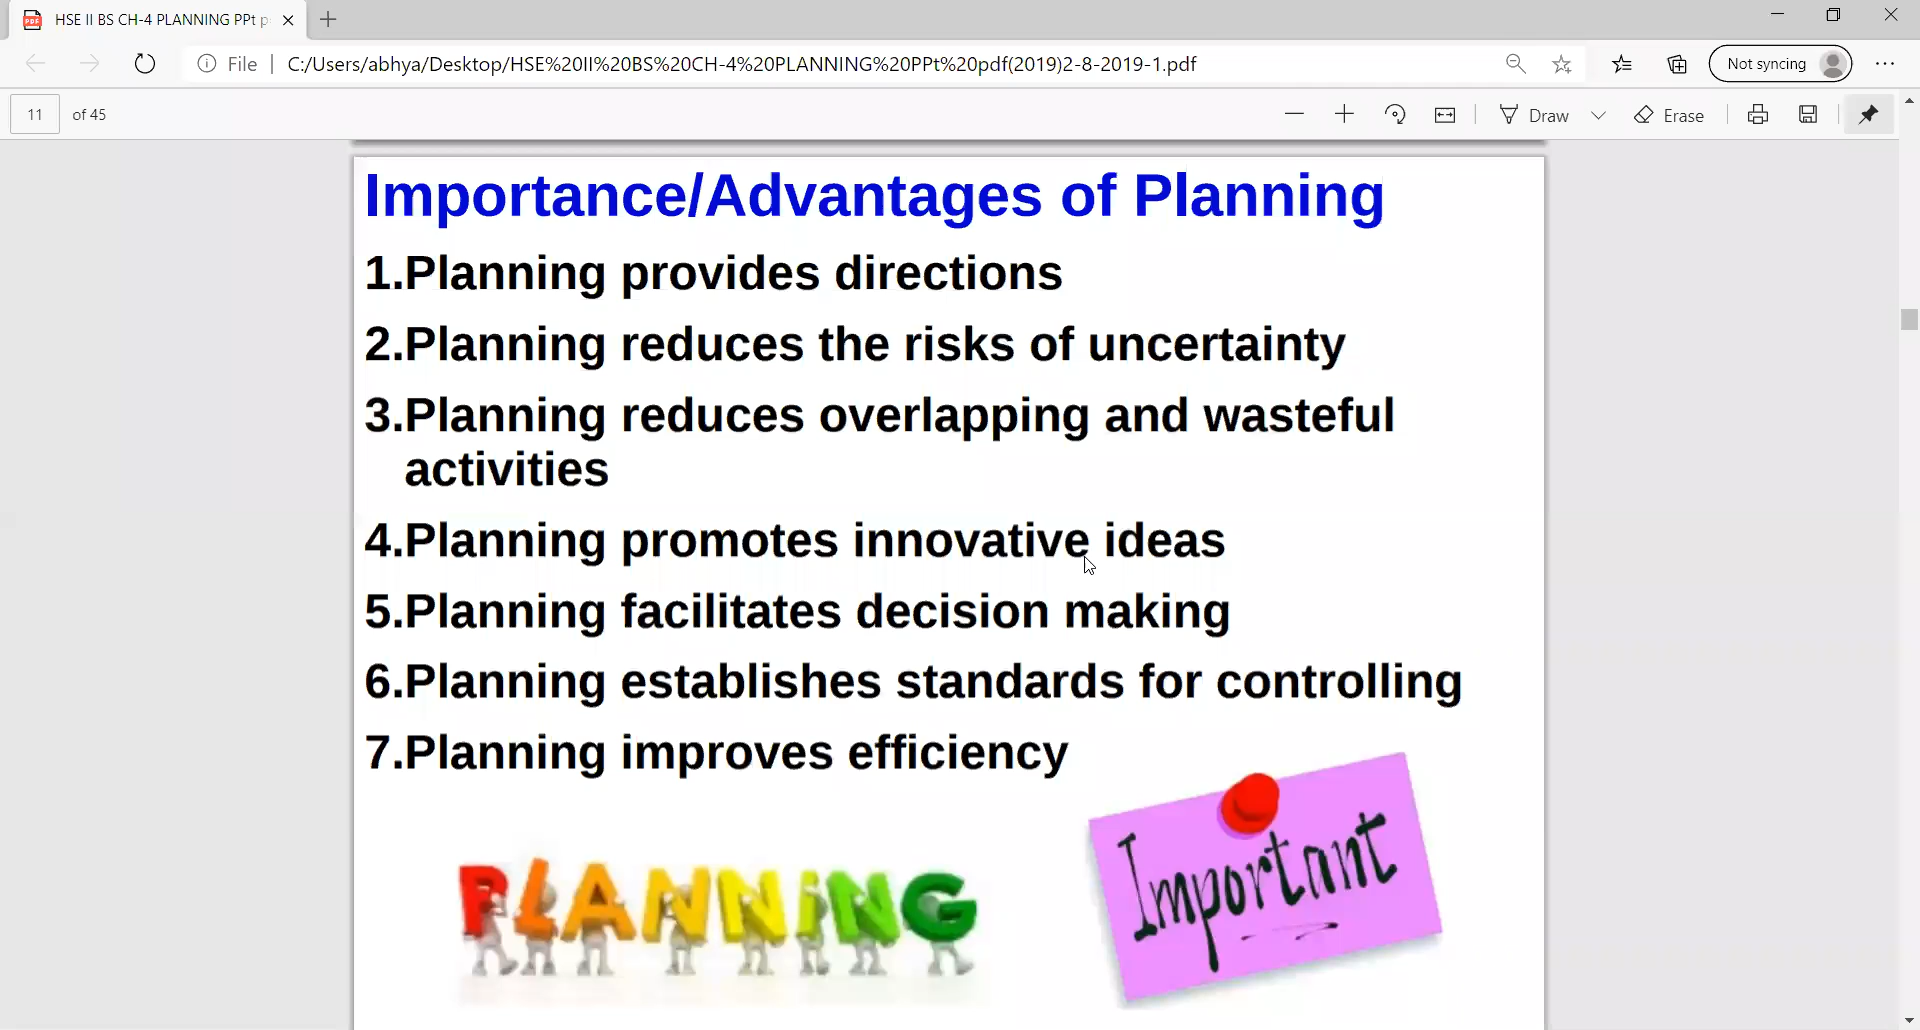 HSE II BS CH-4 PLANNING PPt p
File
C:/Users/abhya/Desktop/HSE%20II%20BS%20CH-4%20PLANNING%20PPt%20pdf(2019)2-8-2019-1.pdf
Not syncing
11 of 45
Draw
Erase
Importance/Advantages of Planning
1.Planning provides directions
2.Planning reduces the risks of uncertainty
3.Planning reduces overlapping and wasteful
activities
4.Planning promotes innovative ideas
5.Planning facilitates decision making
6.Planning establishes standards for controlling
7.Planning improves efficiency
PLANNiNG
Important